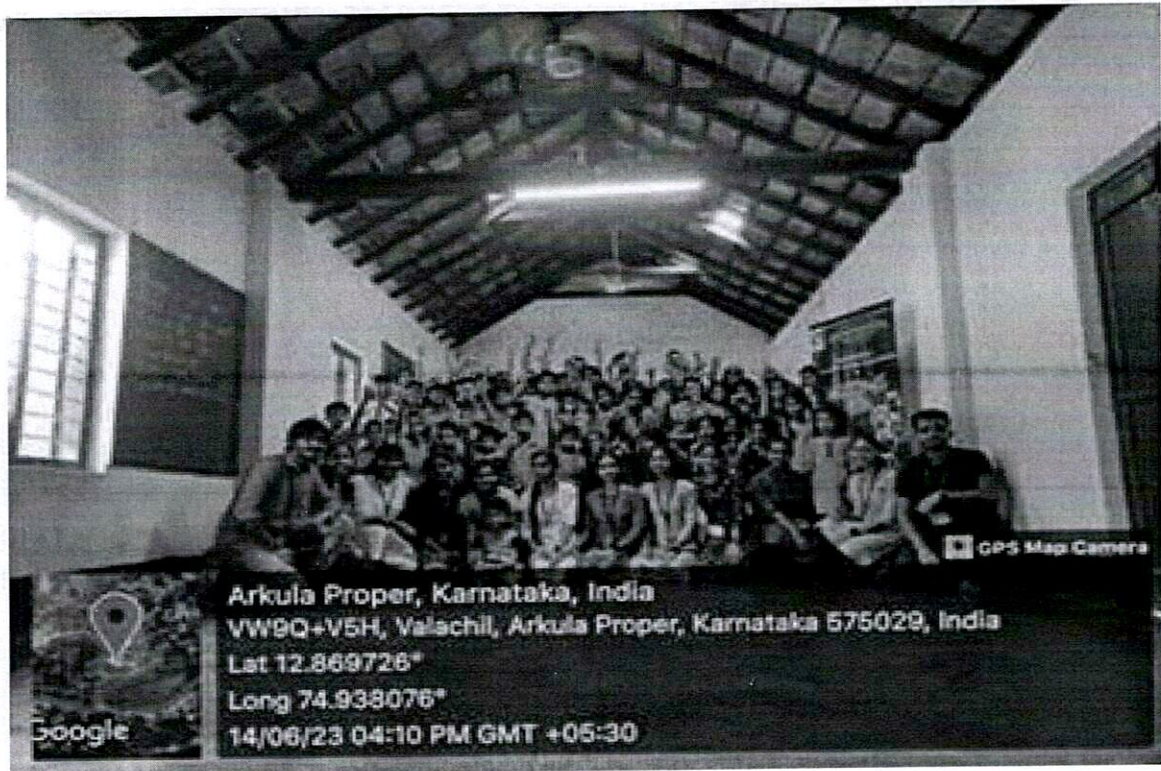 GPS Map Camera
Arkula Proper, Karnataka, India
VW9Q+V5H, Valachil, Arkula Proper, Karnataka 575029, India
Lat 12.869726°
Long 74.938076°
14/06/23 04:10 PM GMT +05:30
Google